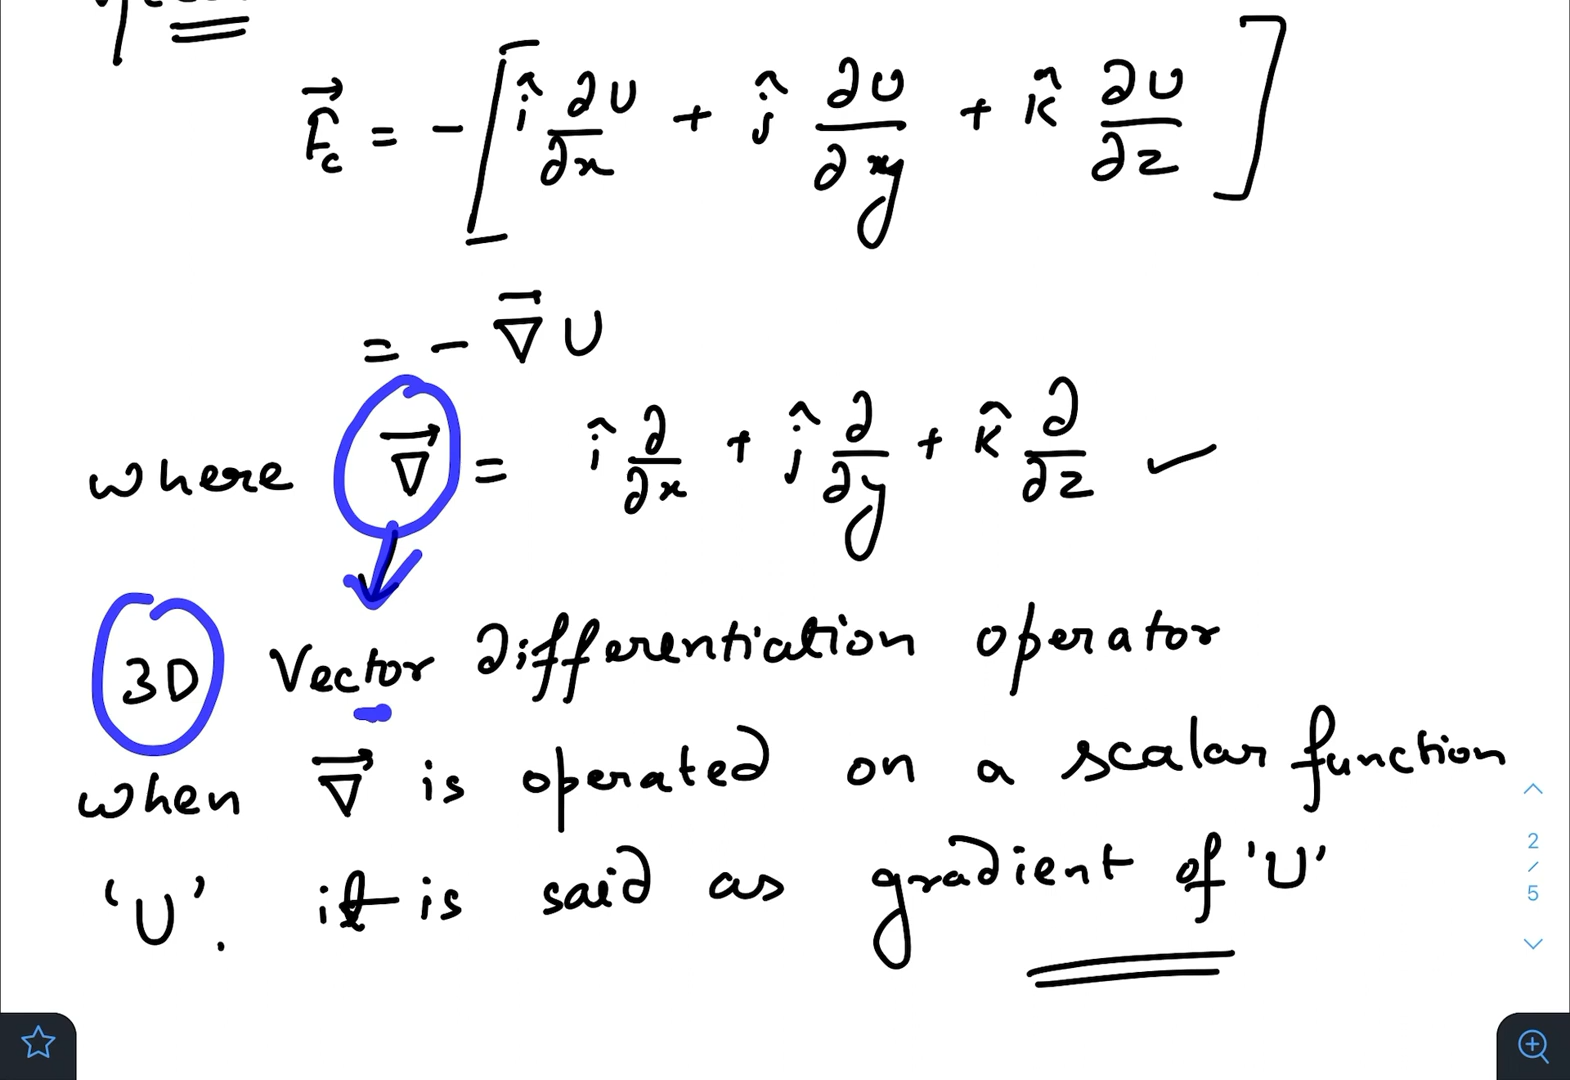 F⃗c = - [ î ∂U/∂x + ĵ ∂U/∂y + k̂ ∂U/∂z ]
= - ∇⃗ U
where ∇⃗ = î ∂/∂x + ĵ ∂/∂y + k̂ ∂/∂z ✓
3D Vector differentiation operator
when ∇⃗ is operated on a scalar function
'U'. it is said as gradient of 'U'
2
/
5